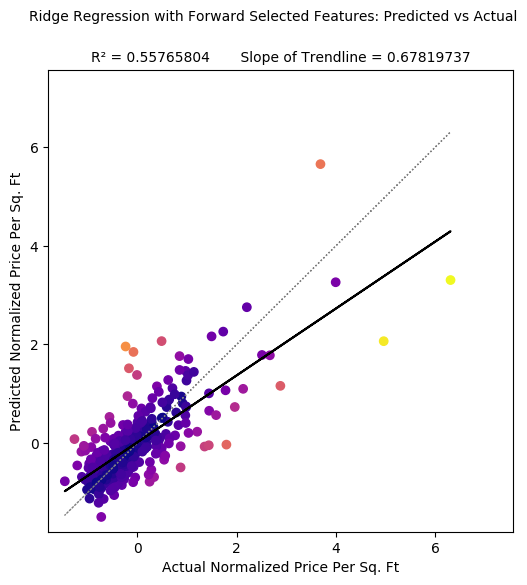 Ridge Regression with Forward Selected Features: Predicted vs Actual
R² = 0.55765804 Slope of Trendline = 0.67819737
Predicted Normalized Price Per Sq. Ft
6
4
2
0
0 2 4 6
Actual Normalized Price Per Sq. Ft